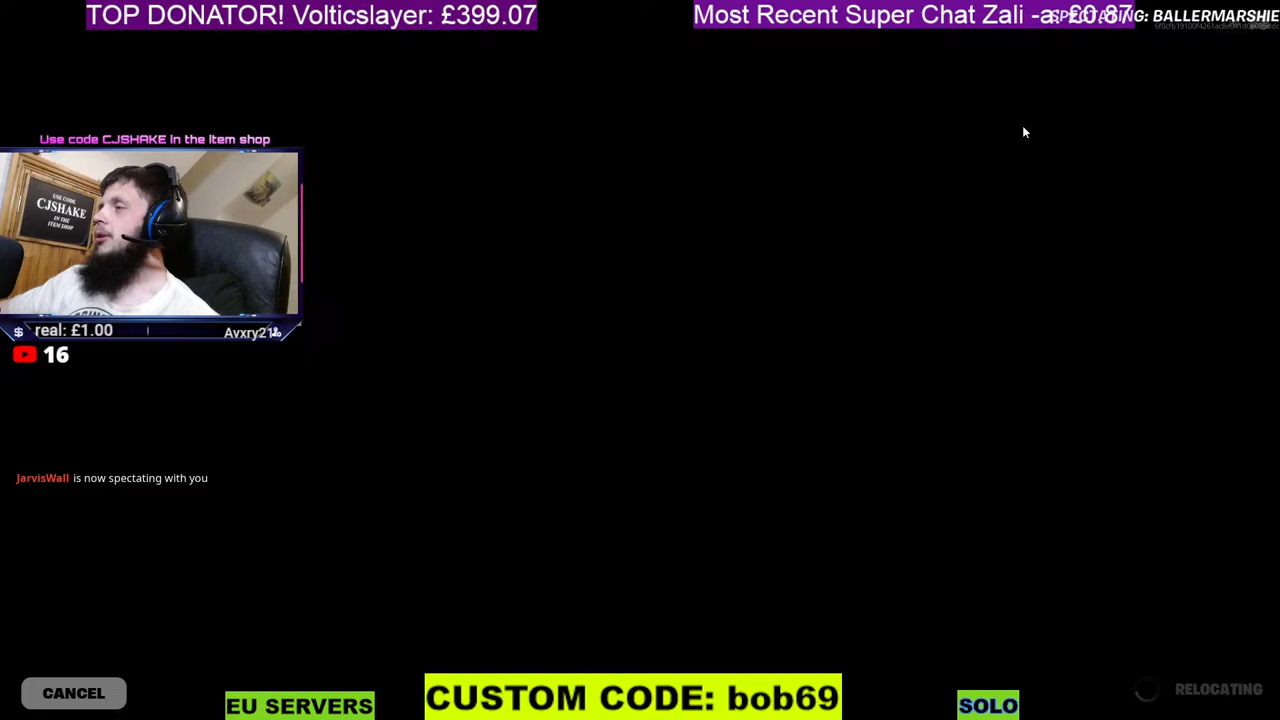 TOP DONATOR! Volticslayer: £399.07
Most Recent Super Chat Zali -a: £0.87
SPECTATING: BALLERMARSHIE
Use code CJSHAKE in the item shop
USE CODE
CJSHAKE
IN THE
ITEM SHOP
real: £1.00
Avxry21
16
JarvisWall is now spectating with you
CANCEL
EU SERVERS
CUSTOM CODE: bob69
SOLO
RELOCATING